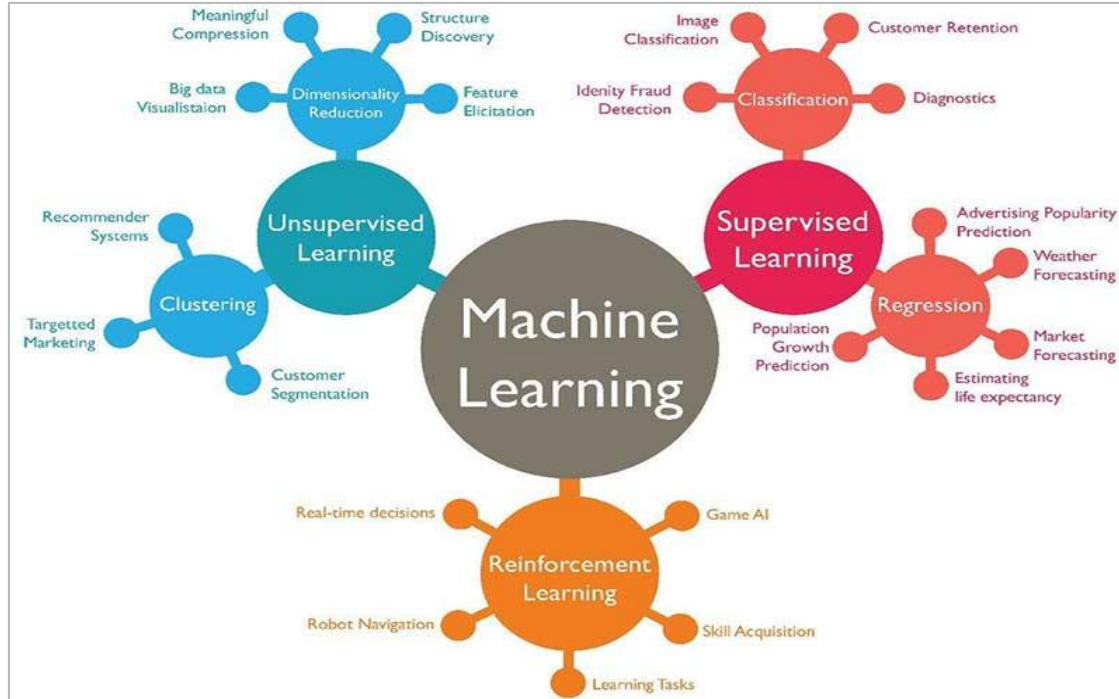 Machine
Learning
Unsupervised
Learning
Dimensionality
Reduction
Meaningful
Compression
Structure
Discovery
Big data
Visualistaion
Feature
Elicitation
Clustering
Recommender
Systems
Targetted
Marketing
Customer
Segmentation
Supervised
Learning
Classification
Image
Classification
Customer Retention
Idenity Fraud
Detection
Diagnostics
Regression
Advertising Popularity
Prediction
Weather
Forecasting
Market
Forecasting
Estimating
life expectancy
Population
Growth
Prediction
Reinforcement
Learning
Real-time decisions
Game AI
Robot Navigation
Skill Acquisition
Learning Tasks